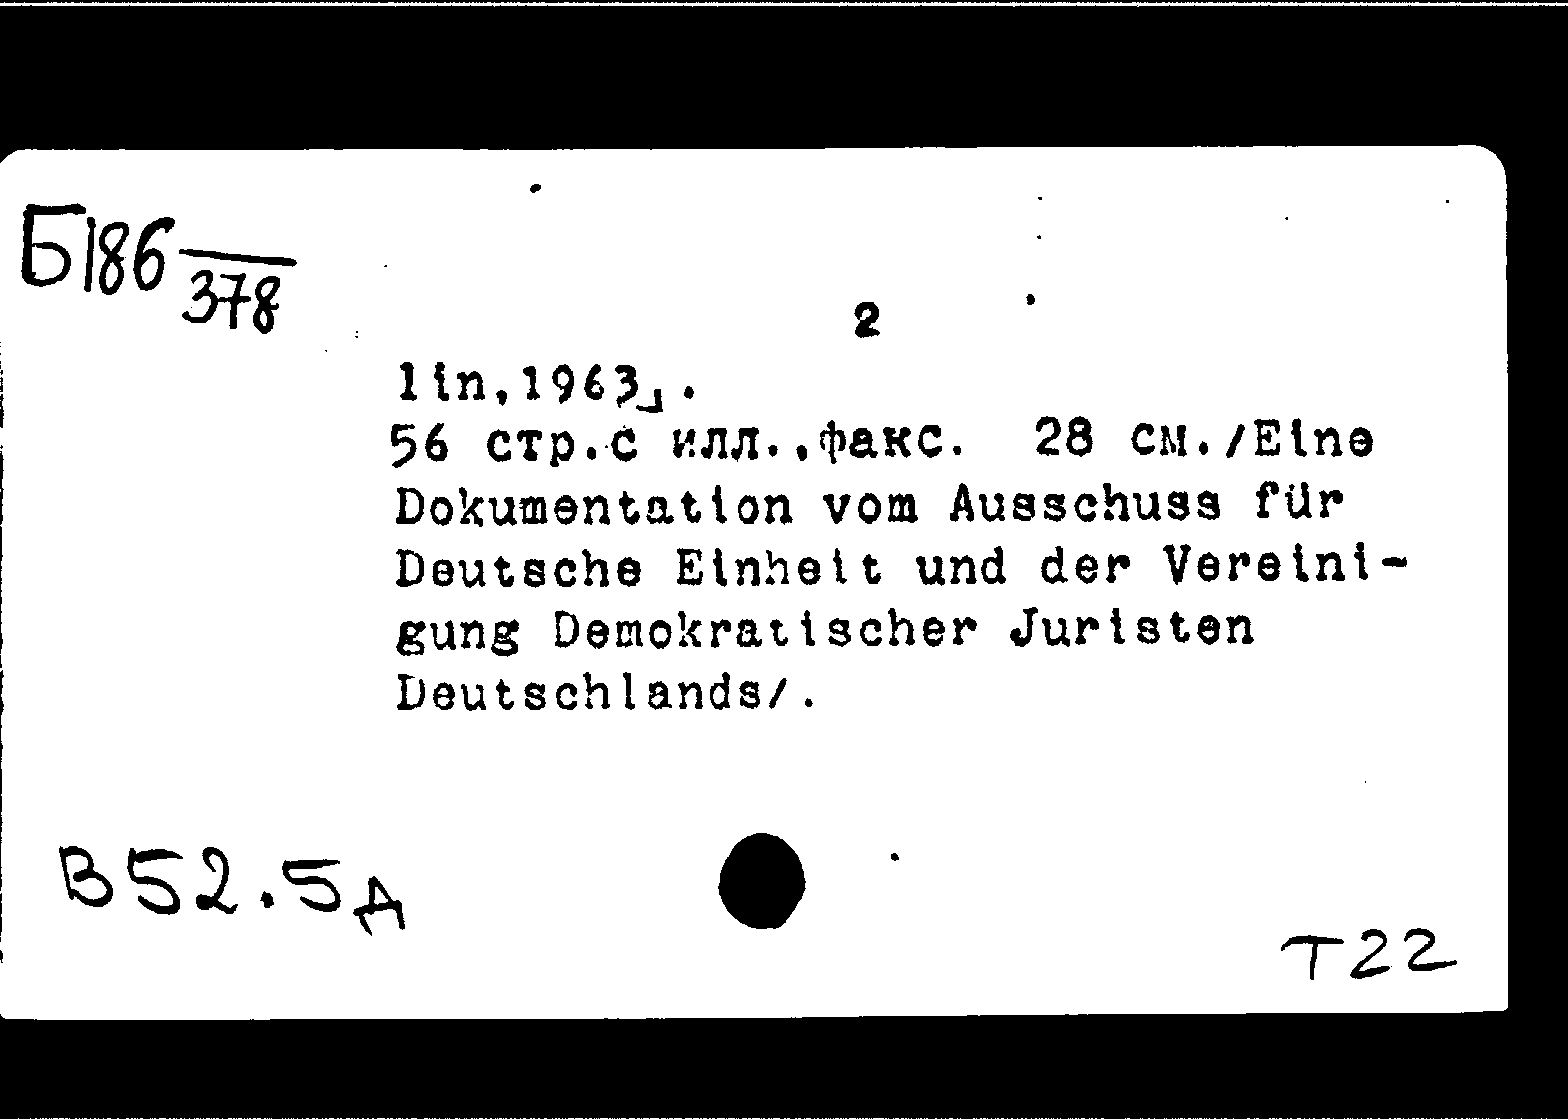 Б186
378
2
lin,1963⅃.
56 стр.с илл.,факс. 28 см./Eine
Dokumentation vom Ausschuss für
Deutsche Einheit und der Vereini-
gung Demokratischer Juristen
Deutschlands/.
В52.5д
Т22